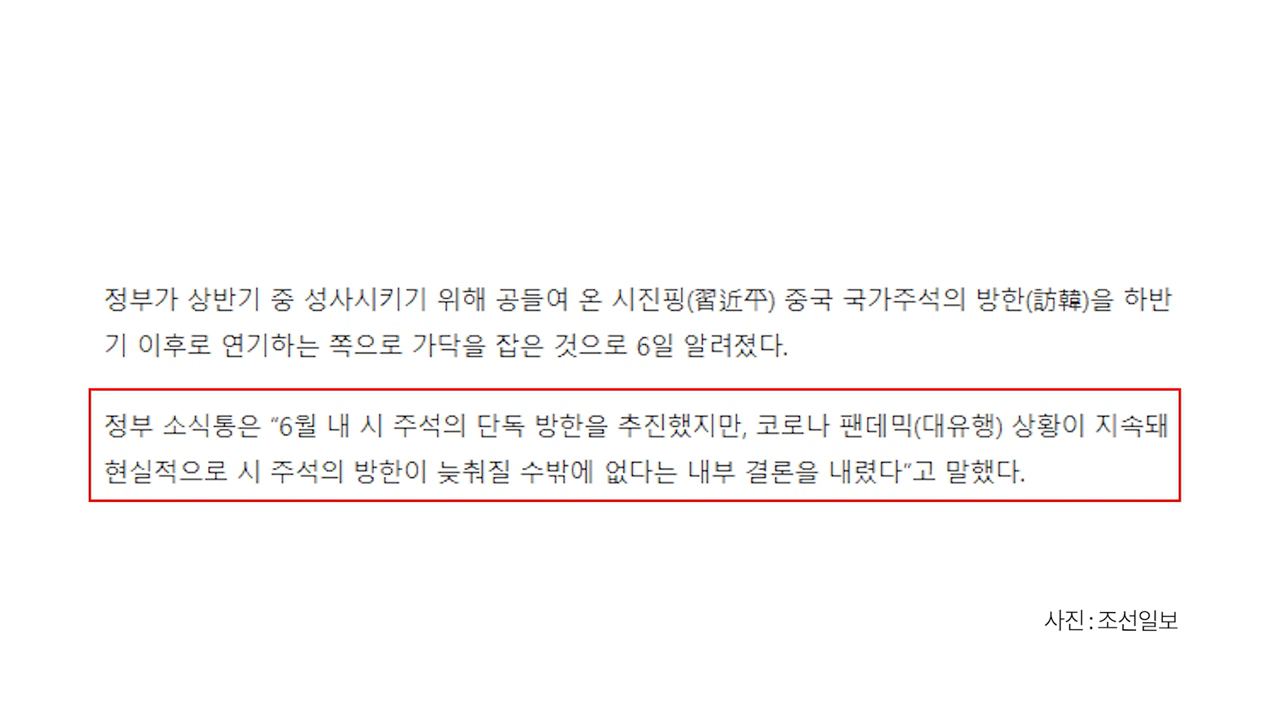 정부가 상반기 중 성사시키기 위해 공들여 온 시진핑(習近平) 중국 국가주석의 방한(訪韓)을 하반
기 이후로 연기하는 쪽으로 가닥을 잡은 것으로 6일 알려졌다.
정부 소식통은 “6월 내 시 주석의 단독 방한을 추진했지만, 코로나 팬데믹(대유행) 상황이 지속돼
현실적으로 시 주석의 방한이 늦춰질 수밖에 없다는 내부 결론을 내렸다”고 말했다.
사진 : 조선일보